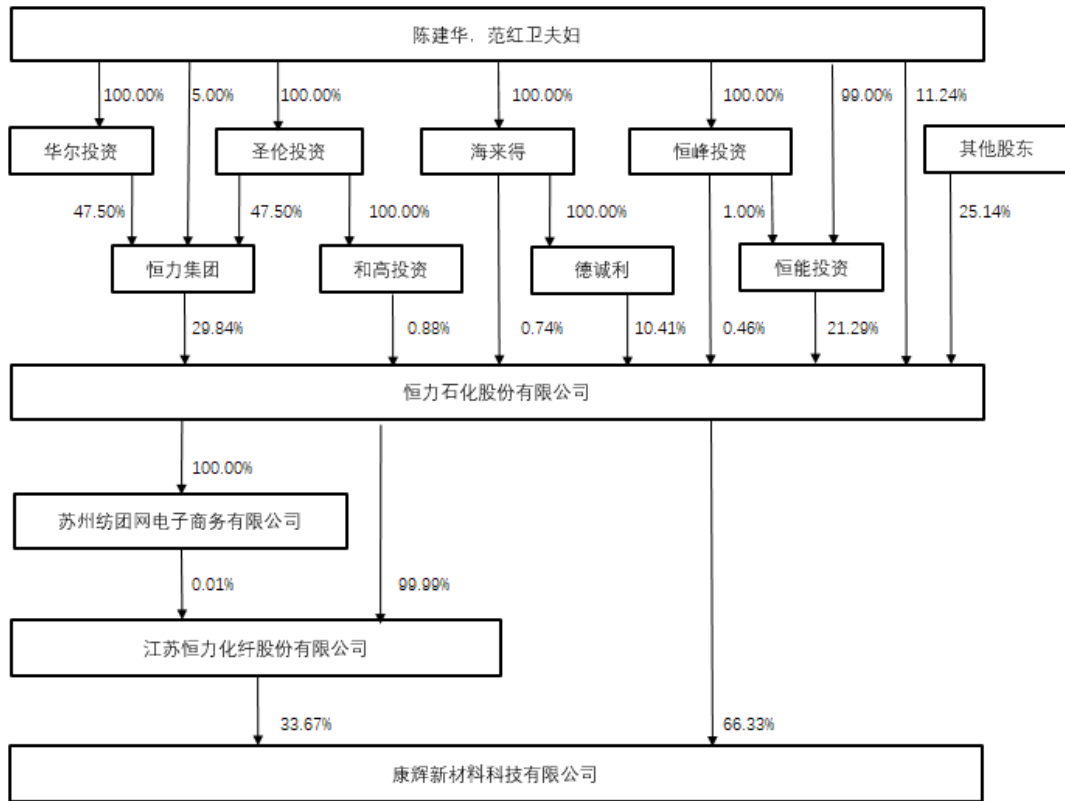 陈建华，范红卫夫妇
100.00%
5.00%
100.00%
100.00%
100.00%
99.00%
11.24%
华尔投资
圣伦投资
海来得
恒峰投资
其他股东
47.50%
47.50%
100.00%
100.00%
1.00%
25.14%
恒力集团
和高投资
德诚利
恒能投资
29.84%
0.88%
0.74%
10.41%
0.46%
21.29%
恒力石化股份有限公司
100.00%
苏州纺团网电子商务有限公司
0.01%
99.99%
江苏恒力化纤股份有限公司
33.67%
66.33%
康辉新材料科技有限公司